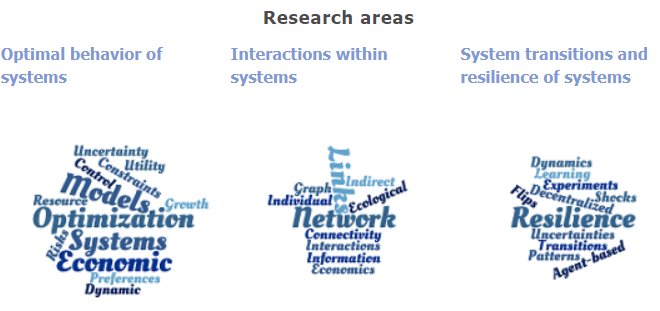 Research areas
Optimal behavior of
systems
Interactions within
systems
System transitions and
resilience of systems
Uncertainty
Utility
Constraints
Control
Models
Resource
Growth
Optimization
Risks
Systems
Economic
Preferences
Dynamic
Links
Graph
Indirect
Individual
Ecological
Network
Connectivity
Interactions
Information
Economics
Dynamics
Learning
Experiments
Flips
Decentralized
Shocks
Resilience
Uncertainties
Transitions
Patterns
Agent-based